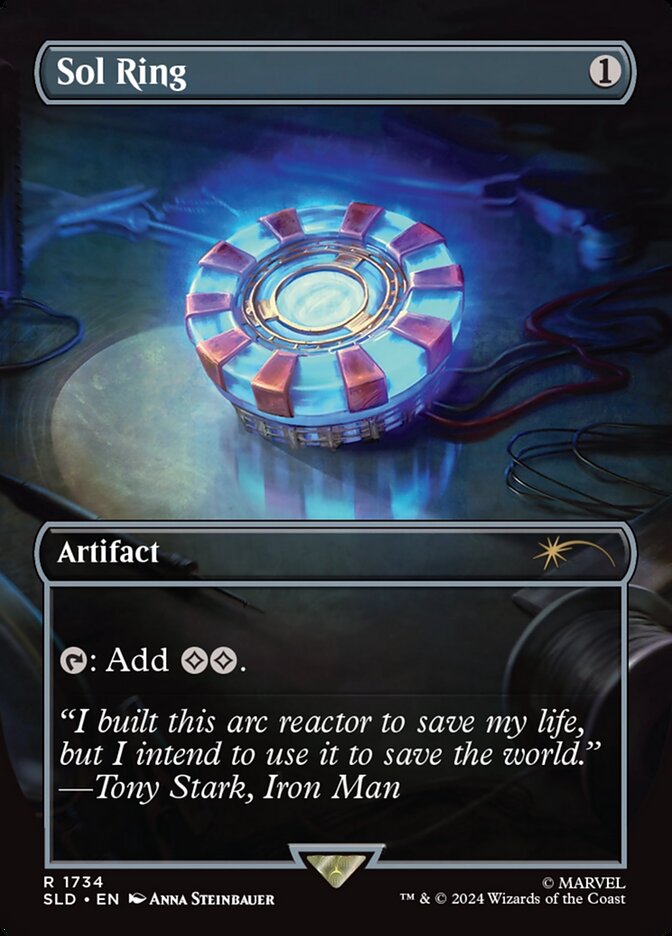 Sol Ring 1
Artifact
: Add .
“I built this arc reactor to save my life,
but I intend to use it to save the world.”
—Tony Stark, Iron Man
R 1734
SLD • EN Anna Steinbauer
© MARVEL
™ & © 2024 Wizards of the Coast